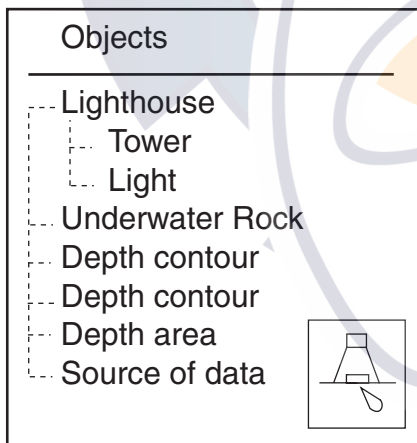 Objects
Lighthouse
Tower
Light
Underwater Rock
Depth contour
Depth contour
Depth area
Source of data